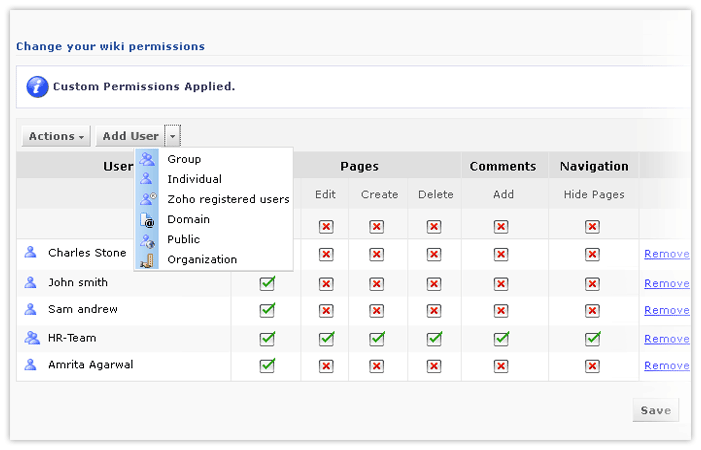 Change your wiki permissions
Custom Permissions Applied.
Actions Add User
Group
Individual
Zoho registered users
Domain
Public
Organization
User Pages Comments Navigation
Edit Create Delete Add Hide Pages
Charles Stone Remove
John smith Remove
Sam andrew Remove
HR-Team Remove
Amrita Agarwal Remove
Save